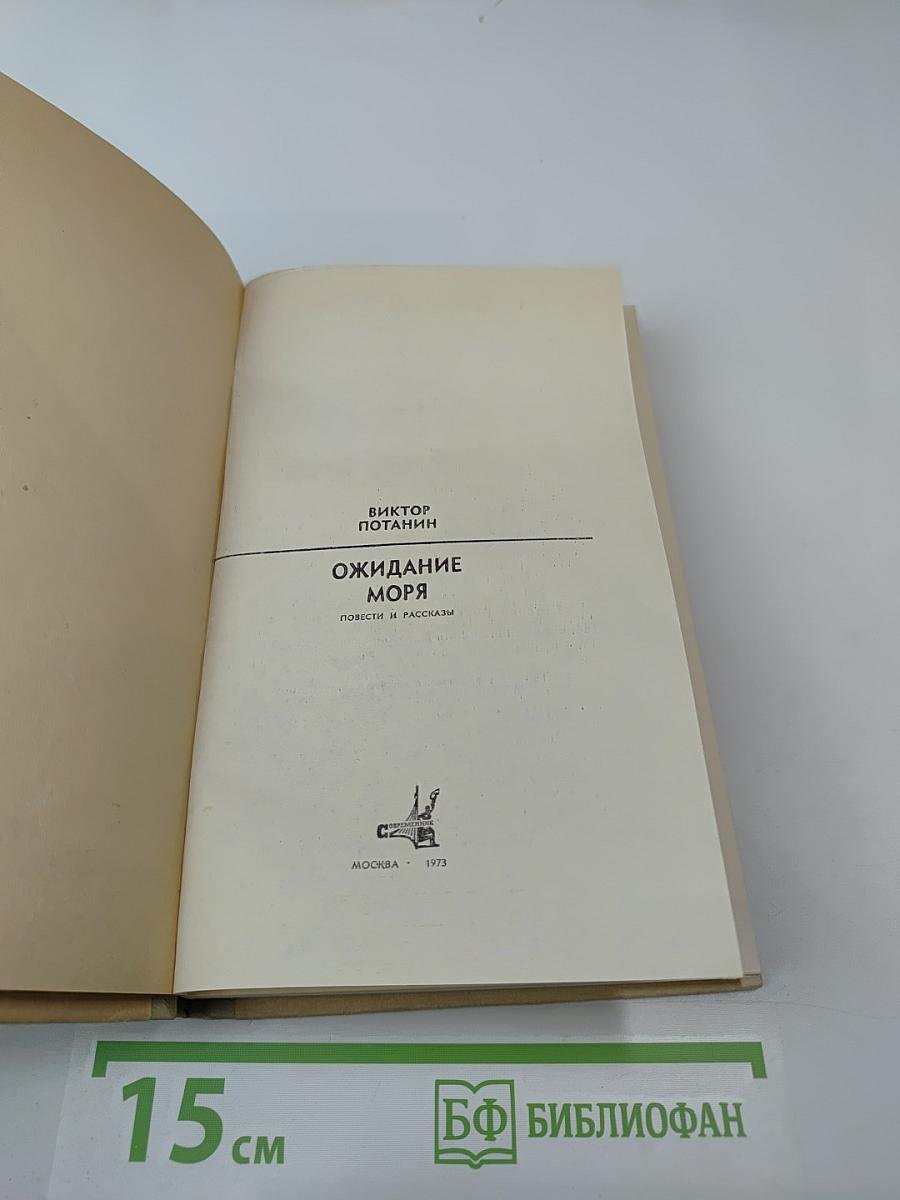 ВИКТОР
ПОТАНИН
ОЖИДАНИЕ
МОРЯ
ПОВЕСТИ И РАССКАЗЫ
СОВРЕМЕННИК
МОСКВА · 1973
15 см
БФ БИБЛИОФАН